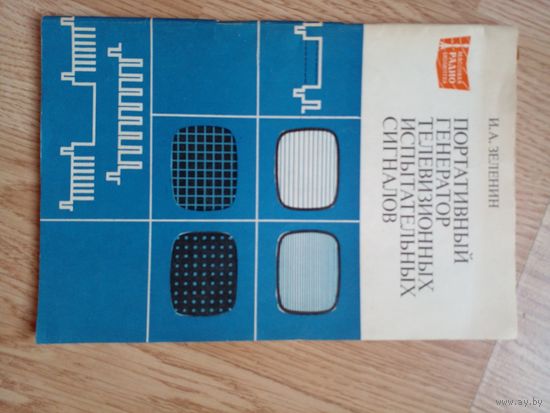 МАССОВАЯ
РАДИО
БИБЛИОТЕКА
И.А.ЗЕЛЕНИН
ПОРТАТИВНЫЙ
ГЕНЕРАТОР
ТЕЛЕВИЗИОННЫХ
ИСПЫТАТЕЛЬНЫХ
СИГНАЛОВ
www.ay.by